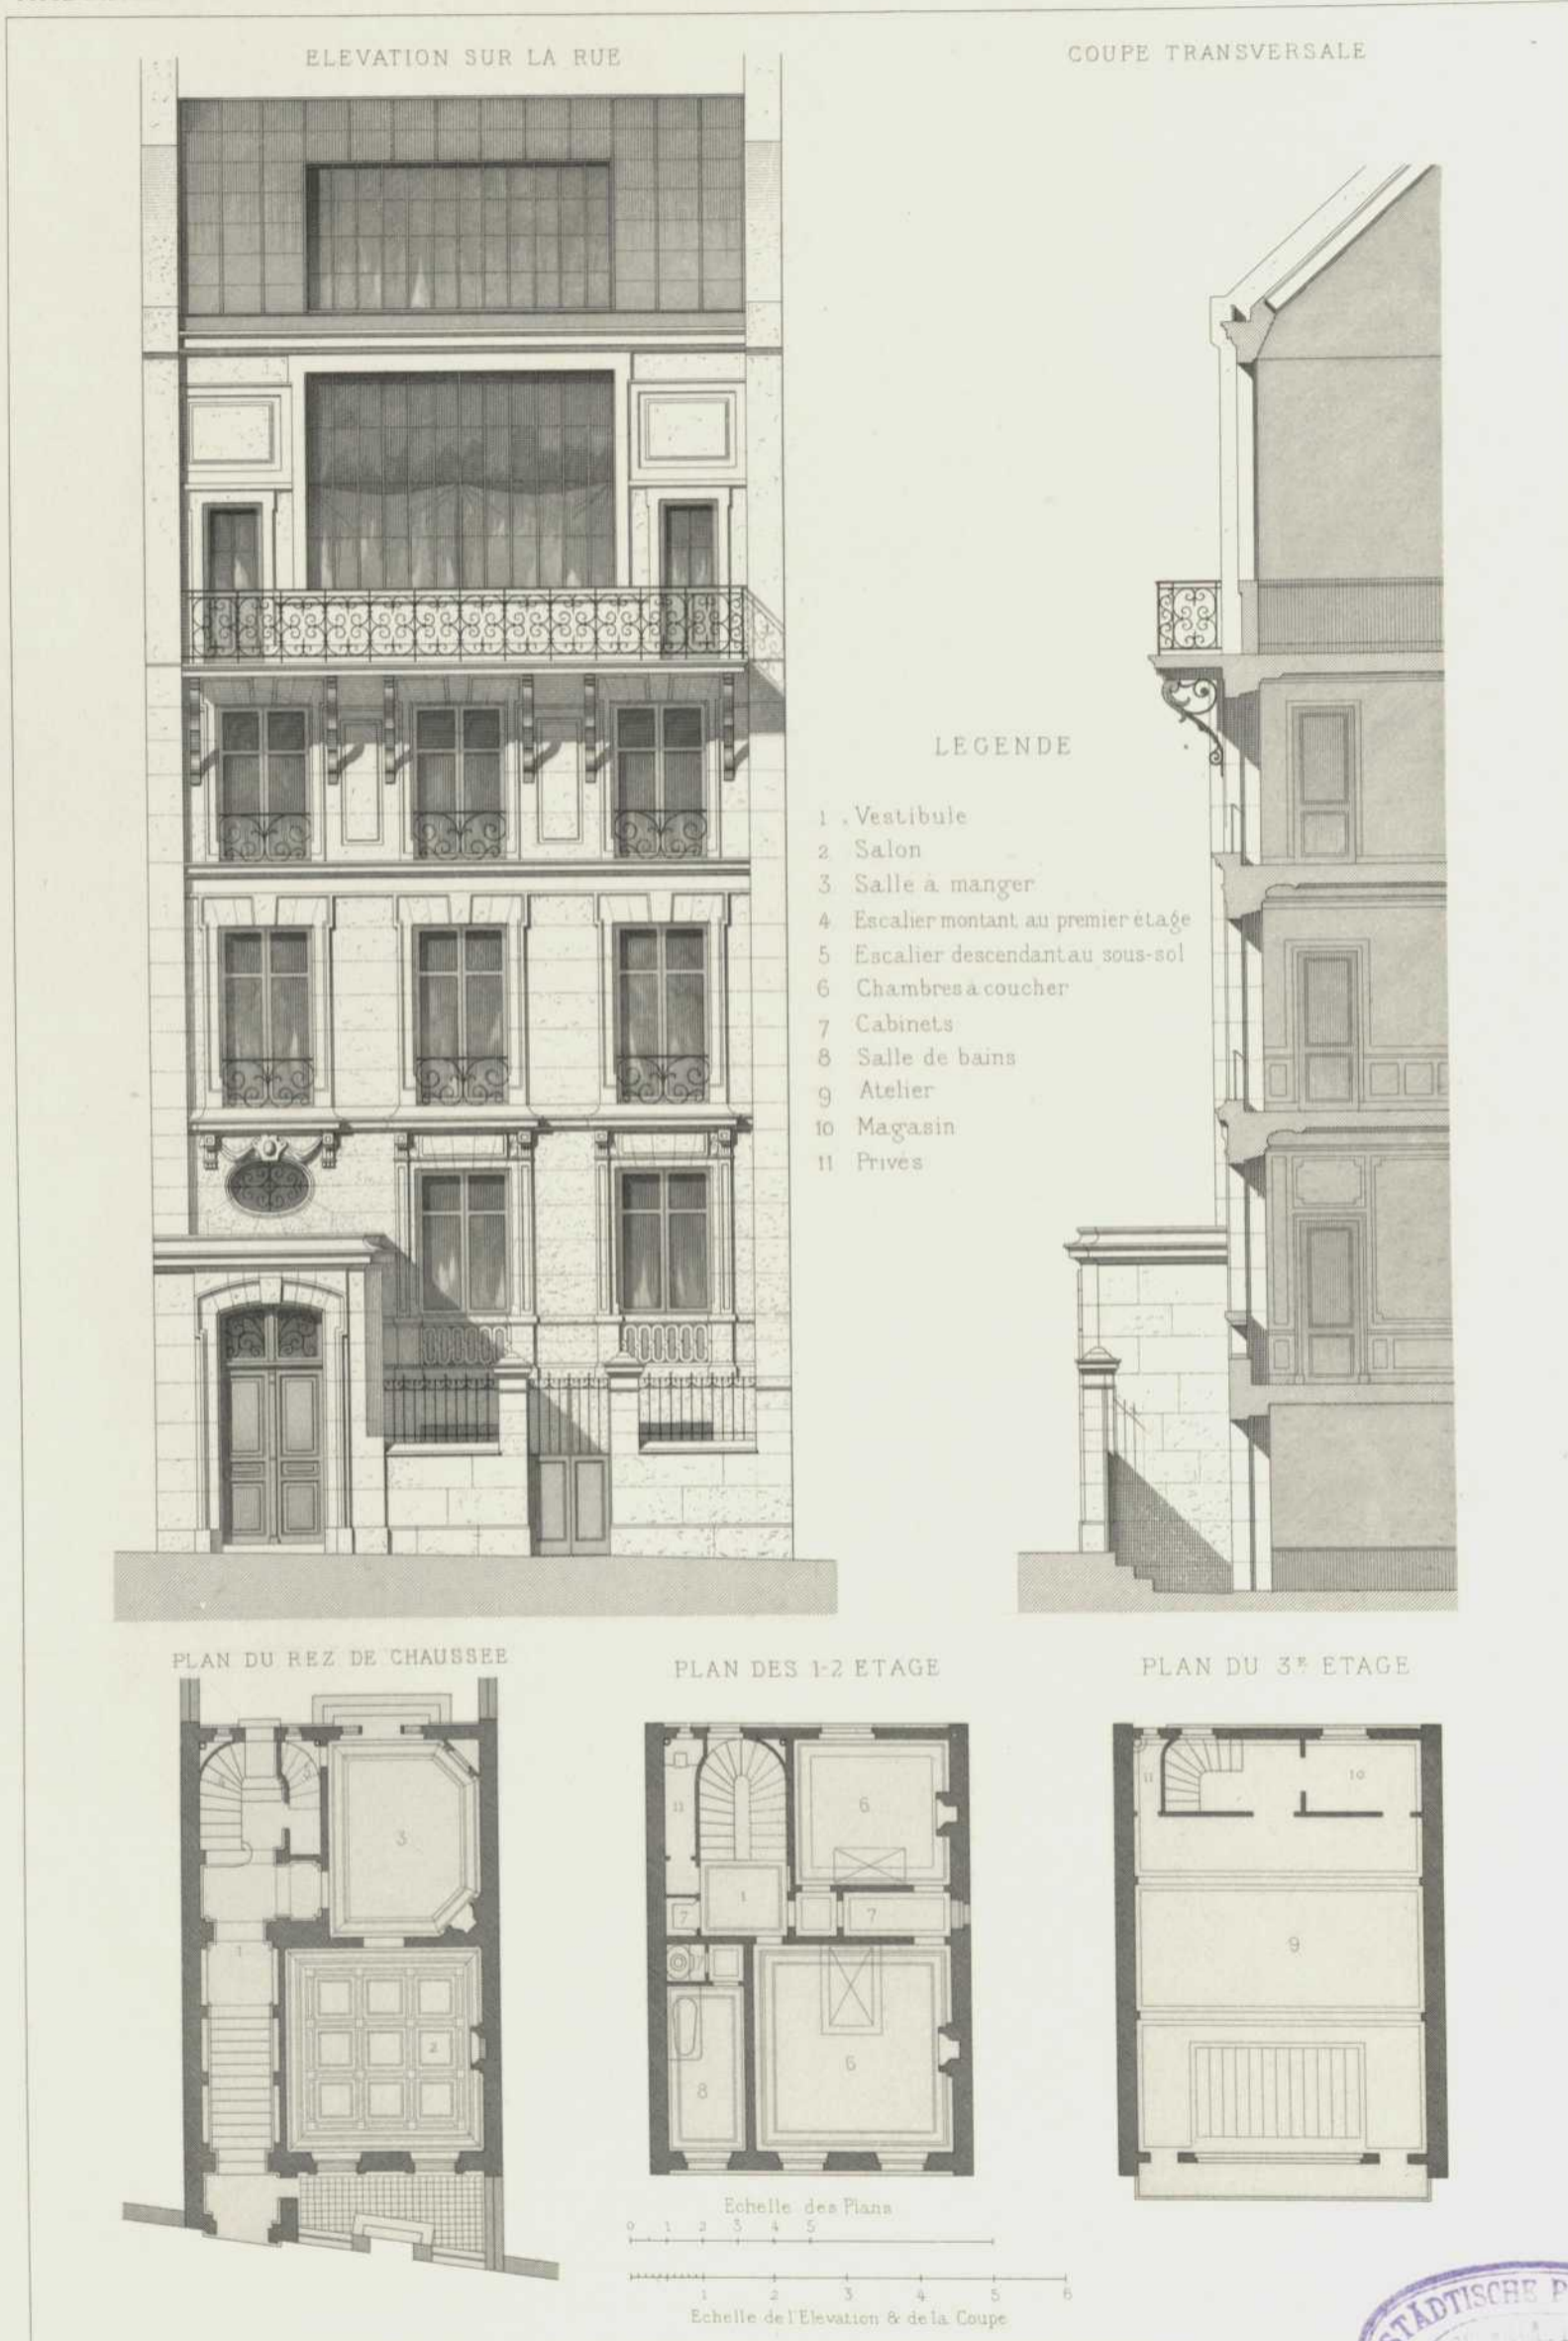 ELEVATION SUR LA RUE
COUPE TRANSVERSALE
LEGENDE
1 Vestibule
2 Salon
3 Salle à manger
4 Escalier montant au premier étage
5 Escalier descendant au sous-sol
6 Chambres à coucher
7 Cabinets
8 Salle de bains
9 Atelier
10 Magasin
11 Privés
PLAN DU REZ DE CHAUSSEE
4
5
3
1
2
PLAN DES 1-2 ETAGE
11
6
1
7
7
7
6
8
PLAN DU 3E ETAGE
11
10
9
Echelle des Plans
0 1 2 3 4 5
1 2 3 4 5 6
Echelle de l'Elevation & de la Coupe
STÄDTISCHE P